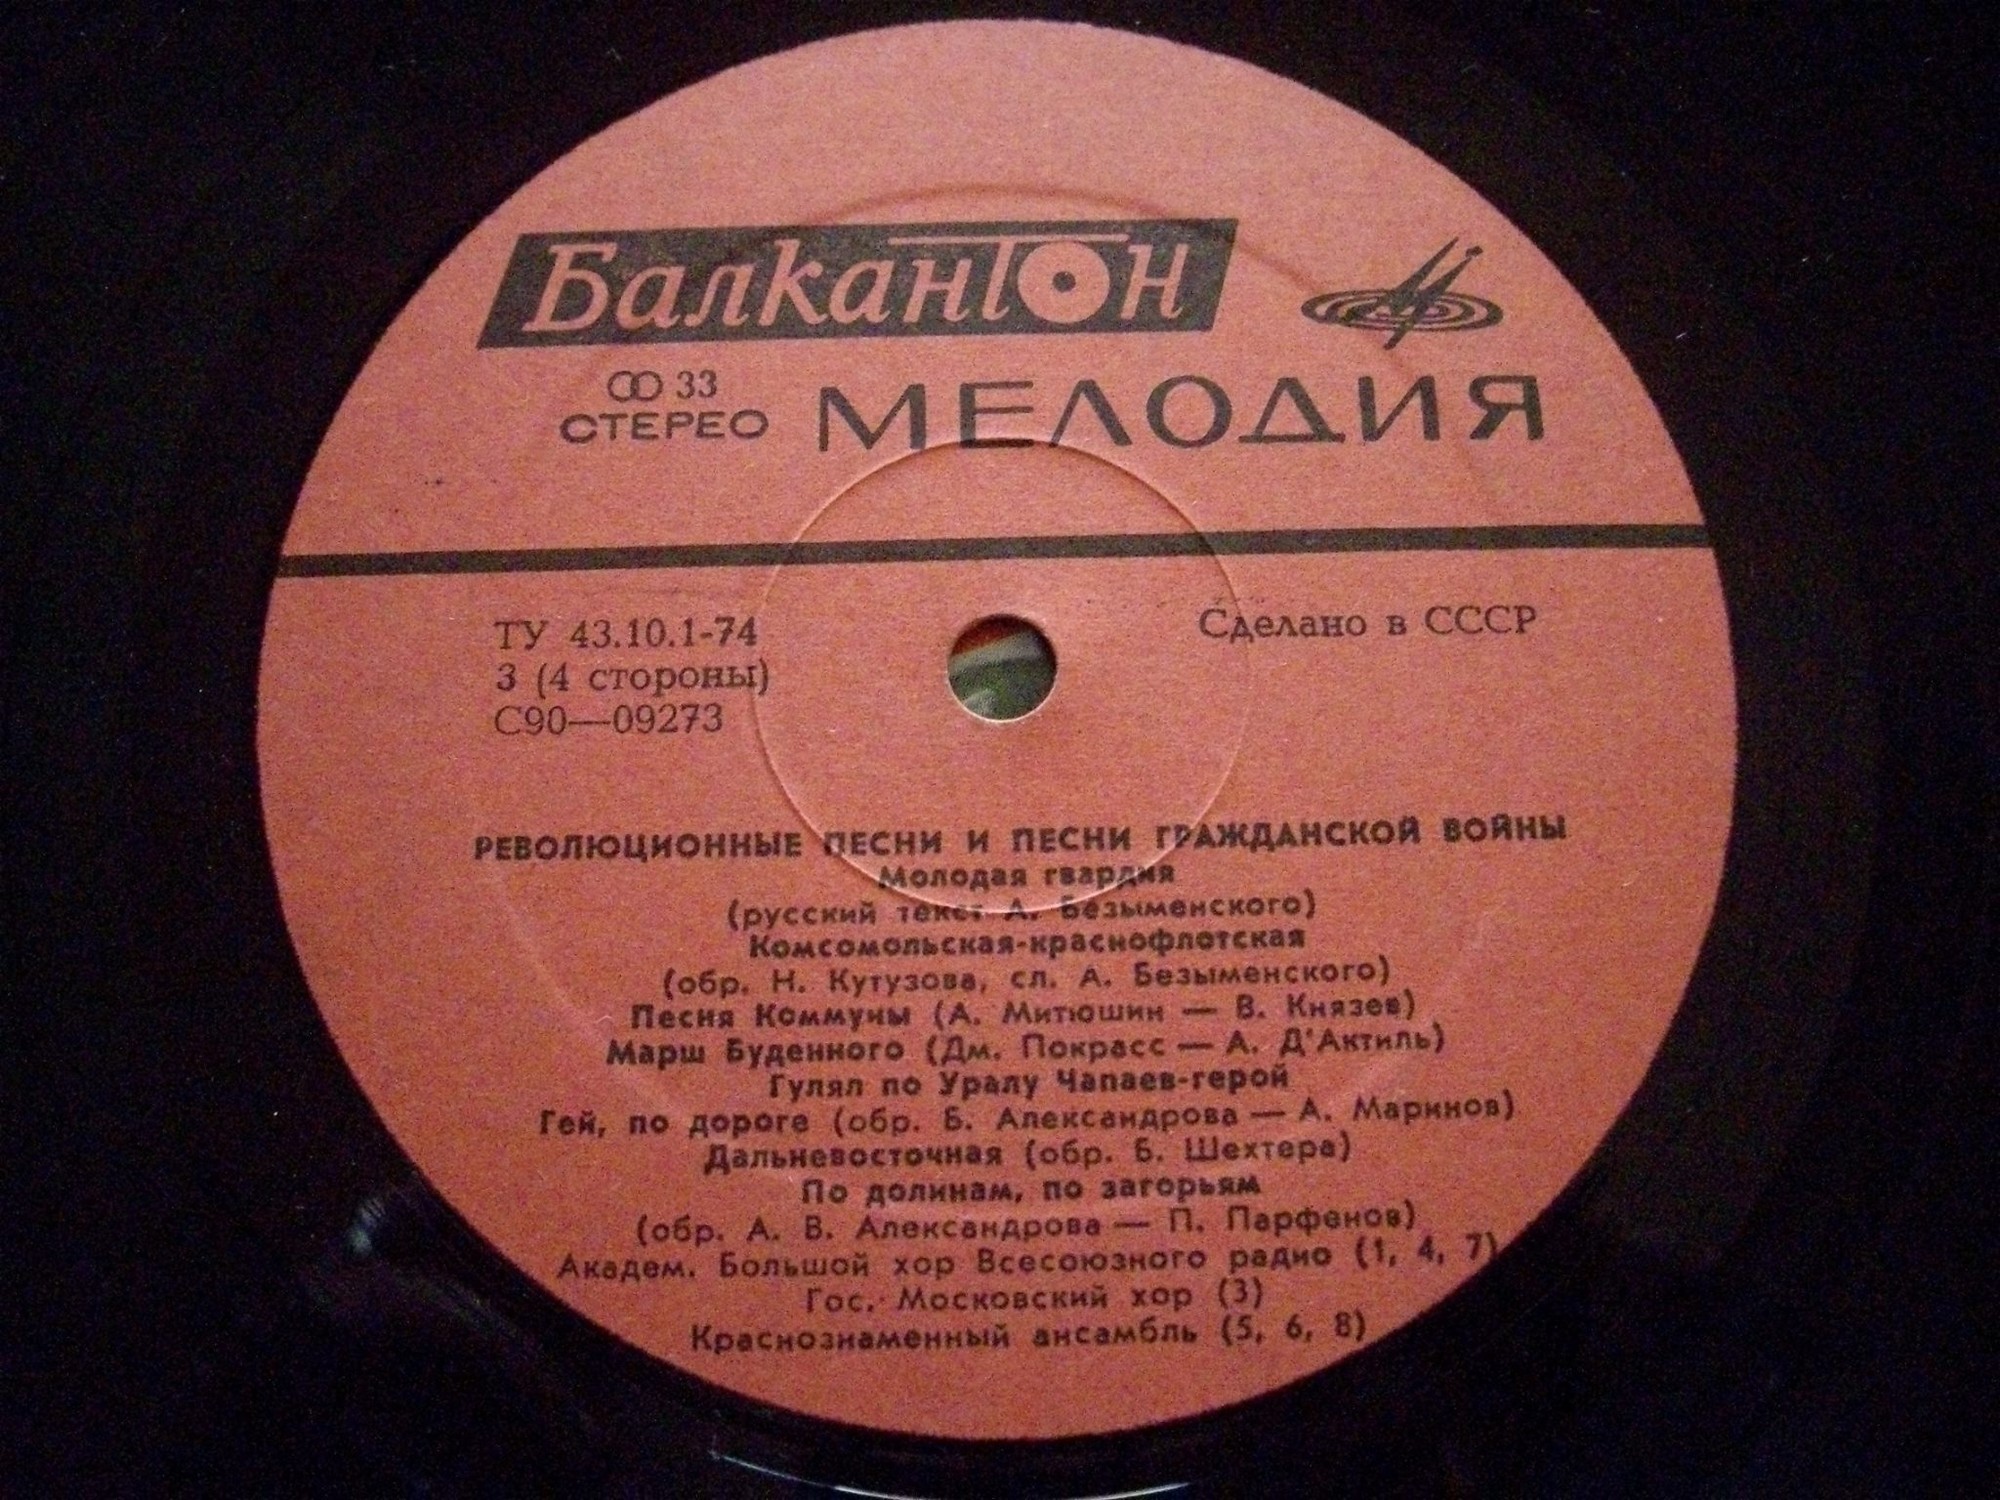 Балкантон
33
СТЕРЕО
МЕЛОДИЯ
ТУ 43.10.1-74
3 (4 стороны)
С90—09273
Сделано в СССР
РЕВОЛЮЦИОННЫЕ ПЕСНИ И ПЕСНИ ГРАЖДАНСКОЙ ВОЙНЫ
Молодая гвардия
(русский текст А. Безыменского)
Комсомольская-краснофлотская
(обр. Н. Кутузова, сл. А. Безыменского)
Песня Коммуны (А. Митюшин — В. Князев)
Марш Буденного (Дм. Покрасс — А. Д'Актиль)
Гулял по Уралу Чапаев-герой
Гей, по дороге (обр. Б. Александрова — А. Маринов)
Дальневосточная (обр. Б. Шехтера)
По долинам, по загорьям
(обр. А. В. Александрова — П. Парфенов)
Академ. Большой хор Всесоюзного радио (1, 4, 7)
Гос. Московский хор (3)
Краснознаменный ансамбль (5, 6, 8)